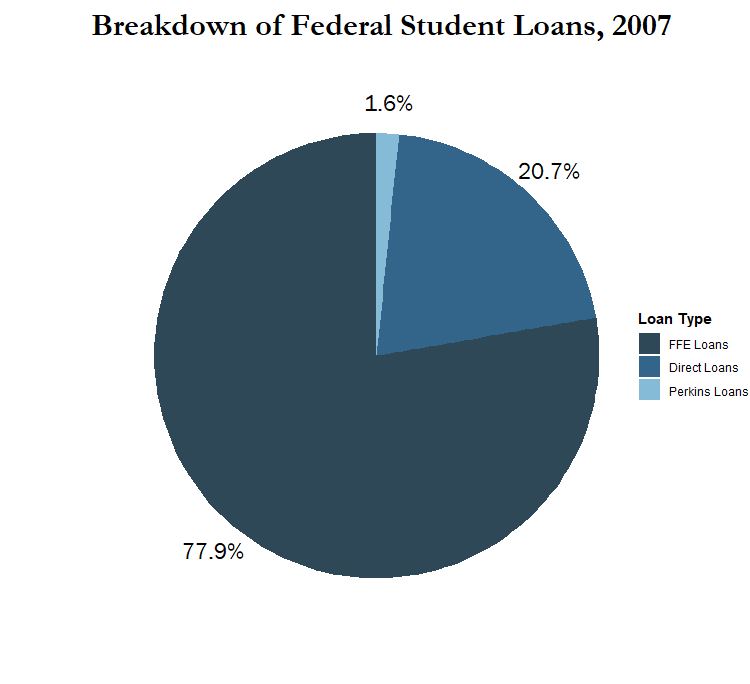 Breakdown of Federal Student Loans, 2007
1.6%
20.7%
Loan Type
FFE Loans
Direct Loans
Perkins Loans
77.9%